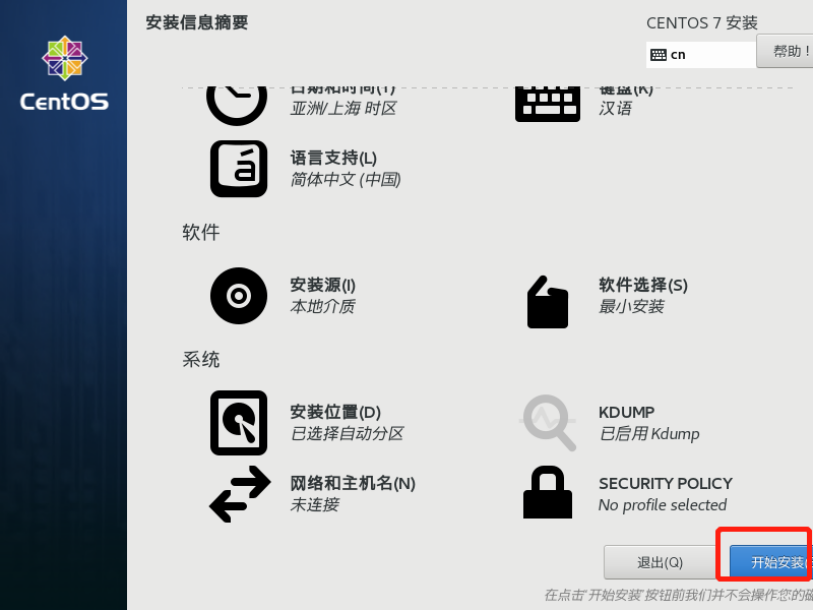 安装信息摘要
CENTOS 7 安装
cn
帮助！
CentOS
日期和时间(T)
亚洲/上海 时区
键盘(K)
汉语
á
语言支持(L)
简体中文 (中国)
软件
安装源(I)
本地介质
软件选择(S)
最小安装
系统
安装位置(D)
已选择自动分区
KDUMP
已启用 Kdump
网络和主机名(N)
未连接
SECURITY POLICY
No profile selected
退出(Q)
开始安装(
在点击"开始安装"按钮前我们并不会操作您的